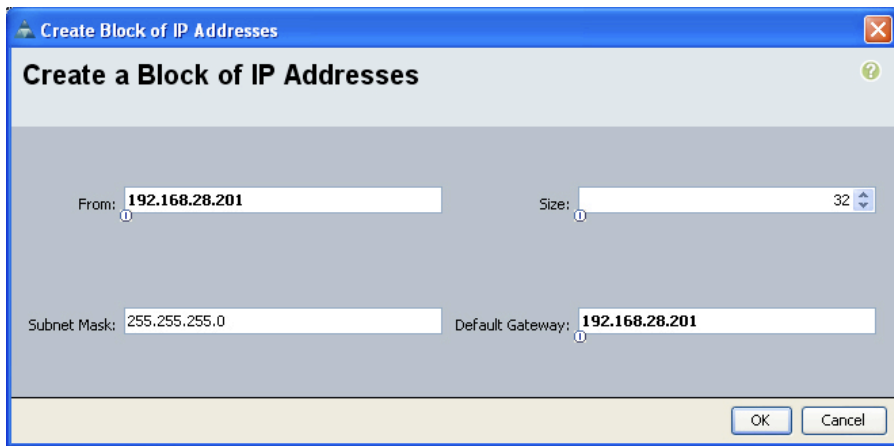 Create Block of IP Addresses
Create a Block of IP Addresses
?
From: 192.168.28.201
Size: 32
Subnet Mask: 255.255.255.0
Default Gateway: 192.168.28.201
OK
Cancel